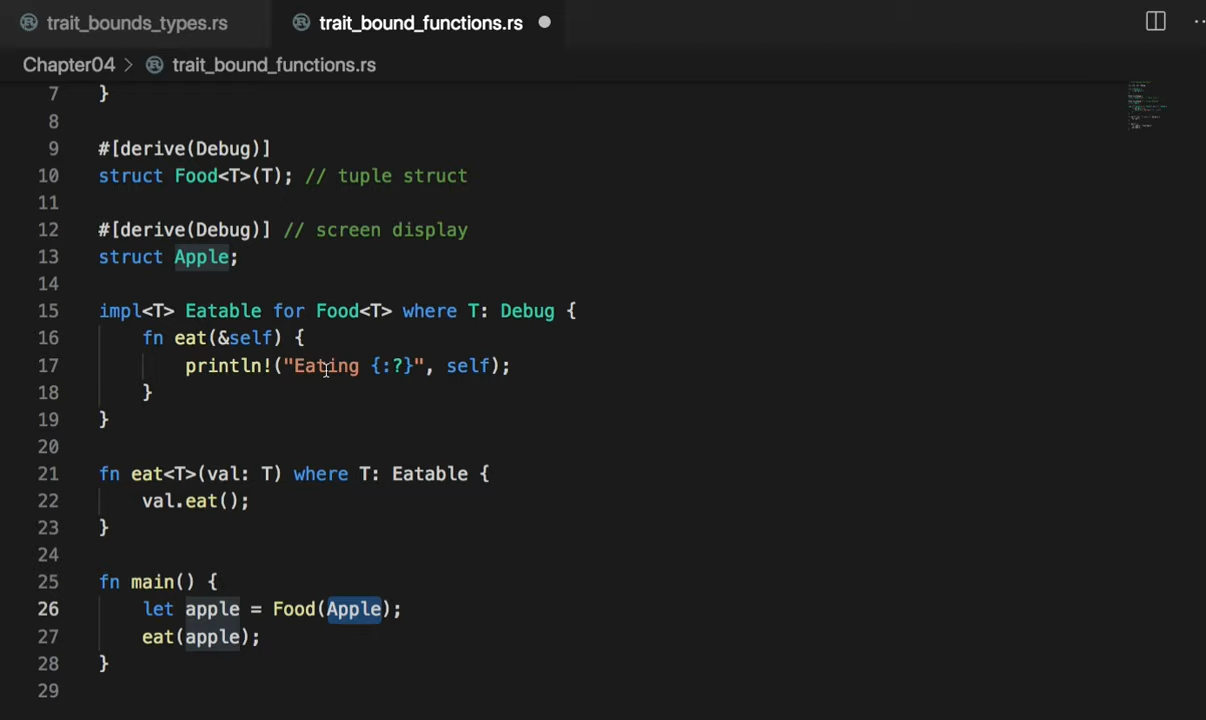 trait_bounds_types.rs
trait_bound_functions.rs
Chapter04 > trait_bound_functions.rs
7 }
8
9 #[derive(Debug)]
10 struct Food<T>(T); // tuple struct
11
12 #[derive(Debug)] // screen display
13 struct Apple;
14
15 impl<T> Eatable for Food<T> where T: Debug {
16 fn eat(&self) {
17 println!("Eating {:?}", self);
18 }
19 }
20
21 fn eat<T>(val: T) where T: Eatable {
22 val.eat();
23 }
24
25 fn main() {
26 let apple = Food(Apple);
27 eat(apple);
28 }
29